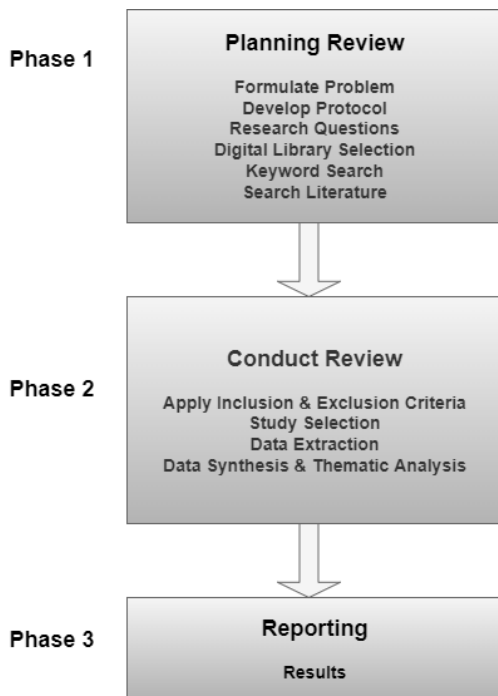 Phase 1
Planning Review
Formulate Problem
Develop Protocol
Research Questions
Digital Library Selection
Keyword Search
Search Literature
Phase 2
Conduct Review
Apply Inclusion & Exclusion Criteria
Study Selection
Data Extraction
Data Synthesis & Thematic Analysis
Phase 3
Reporting
Results